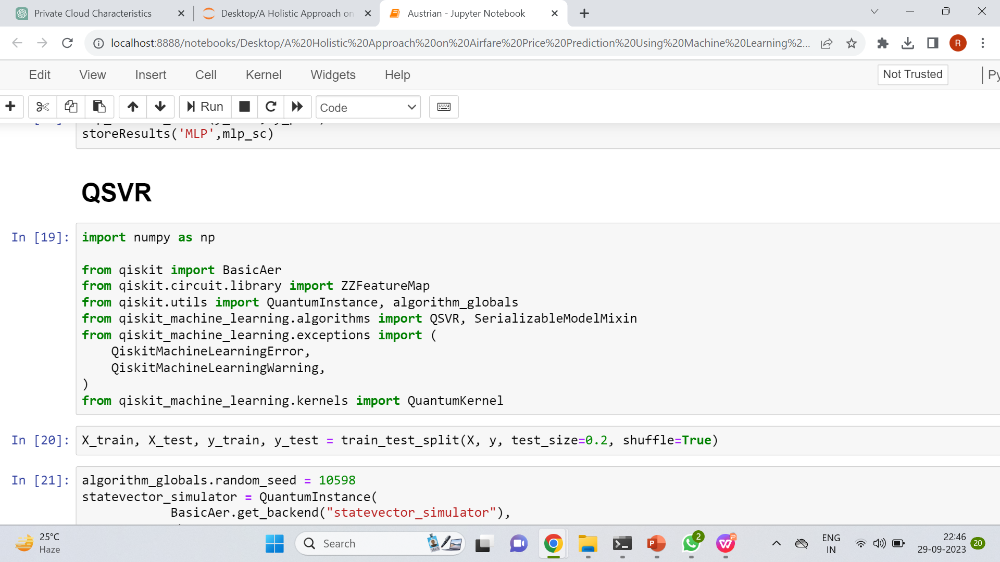 Private Cloud Characteristics
Desktop/A Holistic Approach on
Austrian - Jupyter Notebook
localhost:8888/notebooks/Desktop/A%20Holistic%20Approach%20on%20Airfare%20Price%20Prediction%20Using%20Machine%20Learning%2...
R
Edit View Insert Cell Kernel Widgets Help
Not Trusted
Py
Run
Code
storeResults('MLP',mlp_sc)
QSVR
In [19]:
import numpy as np
from qiskit import BasicAer
from qiskit.circuit.library import ZZFeatureMap
from qiskit.utils import QuantumInstance, algorithm_globals
from qiskit_machine_learning.algorithms import QSVR, SerializableModelMixin
from qiskit_machine_learning.exceptions import (
    QiskitMachineLearningError,
    QiskitMachineLearningWarning,
)
from qiskit_machine_learning.kernels import QuantumKernel
In [20]:
X_train, X_test, y_train, y_test = train_test_split(X, y, test_size=0.2, shuffle=True)
In [21]:
algorithm_globals.random_seed = 10598
statevector_simulator = QuantumInstance(
            BasicAer.get_backend("statevector_simulator"),
25°C
Haze
Search
2
ENG
IN
22:46
29-09-2023
20